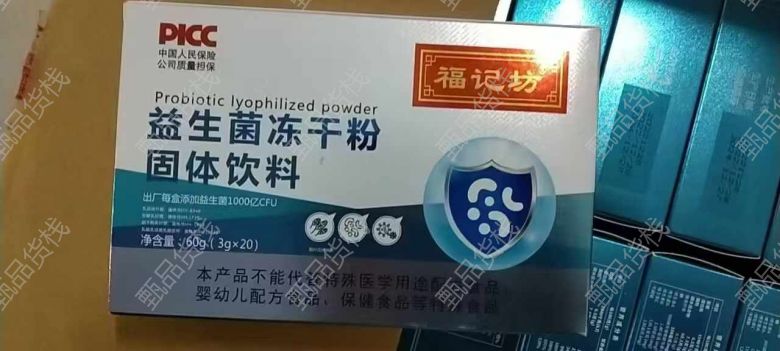 PICC
中国人民保险
公司质量担保
福记坊
Probiotic lyophilized powder
益生菌冻干粉
固体饮料
出厂每盒添加益生菌1000亿CFU
净含量:60g(3g×20)
本产品不能代替特殊医学用途配方食品、
婴幼儿配方食品、保健食品等特殊食品
甄品货栈